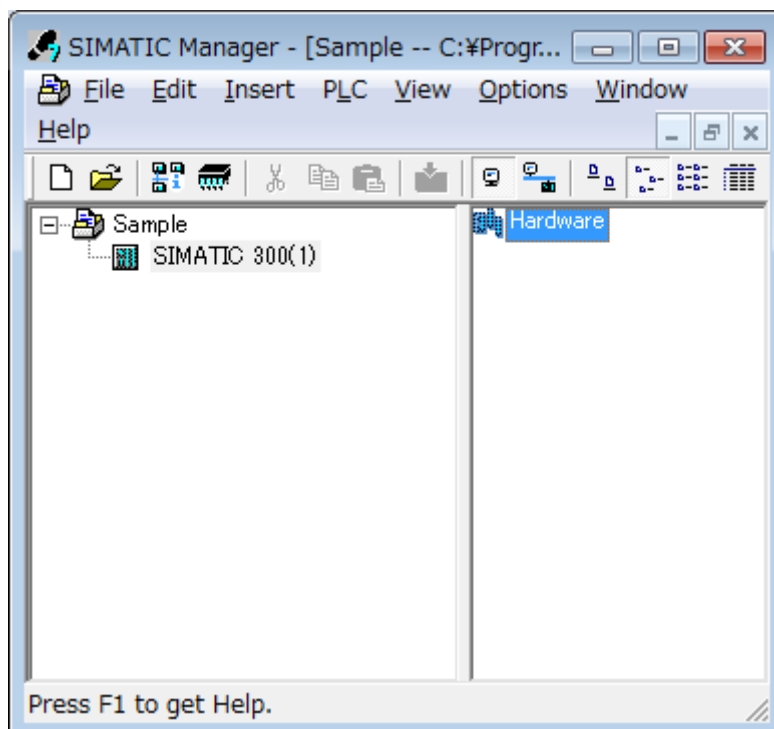 SIMATIC Manager - [Sample -- C:¥Progr...
File Edit Insert PLC View Options Window
Help
Sample
SIMATIC 300(1)
Hardware
Press F1 to get Help.